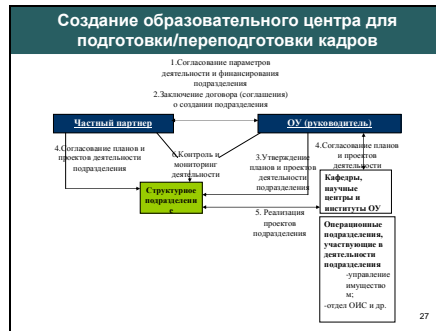 Создание образовательного центра для
подготовки/переподготовки кадров
1.Согласование параметров
деятельности и финансирования
подразделения
2.Заключение договора (соглашения)
о создании подразделения
Частный партнер
ОУ (руководитель)
4.Согласование планов и
проектов деятельности
подразделения
6.Контроль и
мониторинг
деятельности
3.Утверждение
планов и проектов
деятельности
подразделения
4.Согласование планов
и проектов
деятельности
Структурное
подразделени
е
Кафедры,
научные
центры и
институты ОУ
5. Реализация
проектов
подразделения
Операционные
подразделения,
участвующие в
деятельности
подразделения
-управление
имущество
м;
-отдел ОИС и др.
27